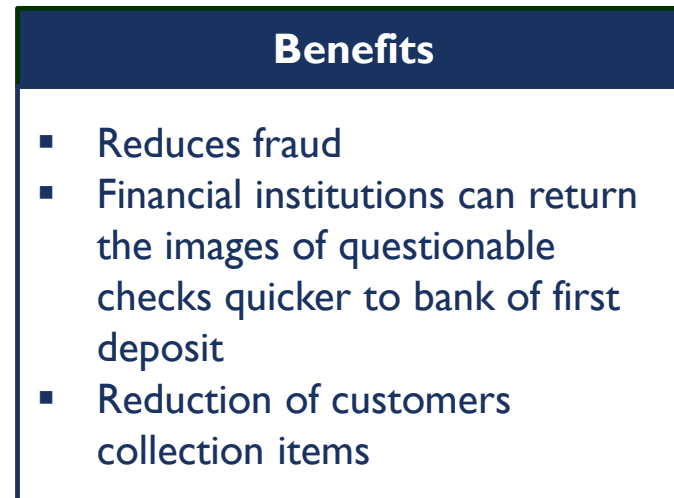 Benefits
▪ Reduces fraud
▪ Financial institutions can return
the images of questionable
checks quicker to bank of first
deposit
▪ Reduction of customers
collection items